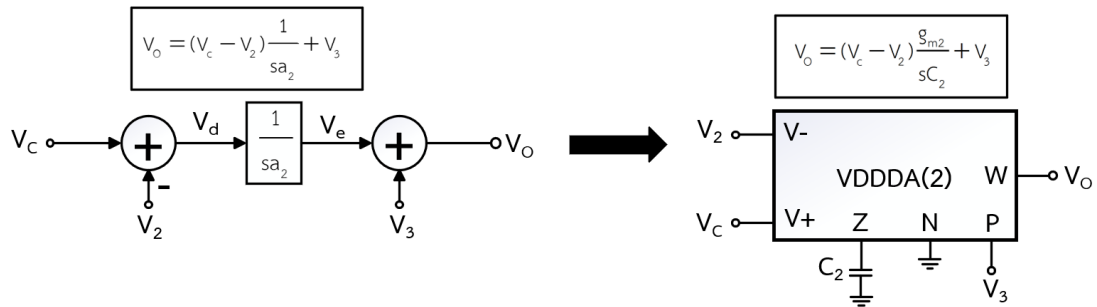 V_O = (V_c − V_2) 1/sa_2 + V_3
V_C
+
V_d
1/sa_2
V_e
+
V_O
-
V_2
V_3
V_O = (V_c − V_2) g_m2/sC_2 + V_3
V_2
V-
VDDDA(2)
W
V_O
V_C
V+
Z
N
P
C_2
V_3